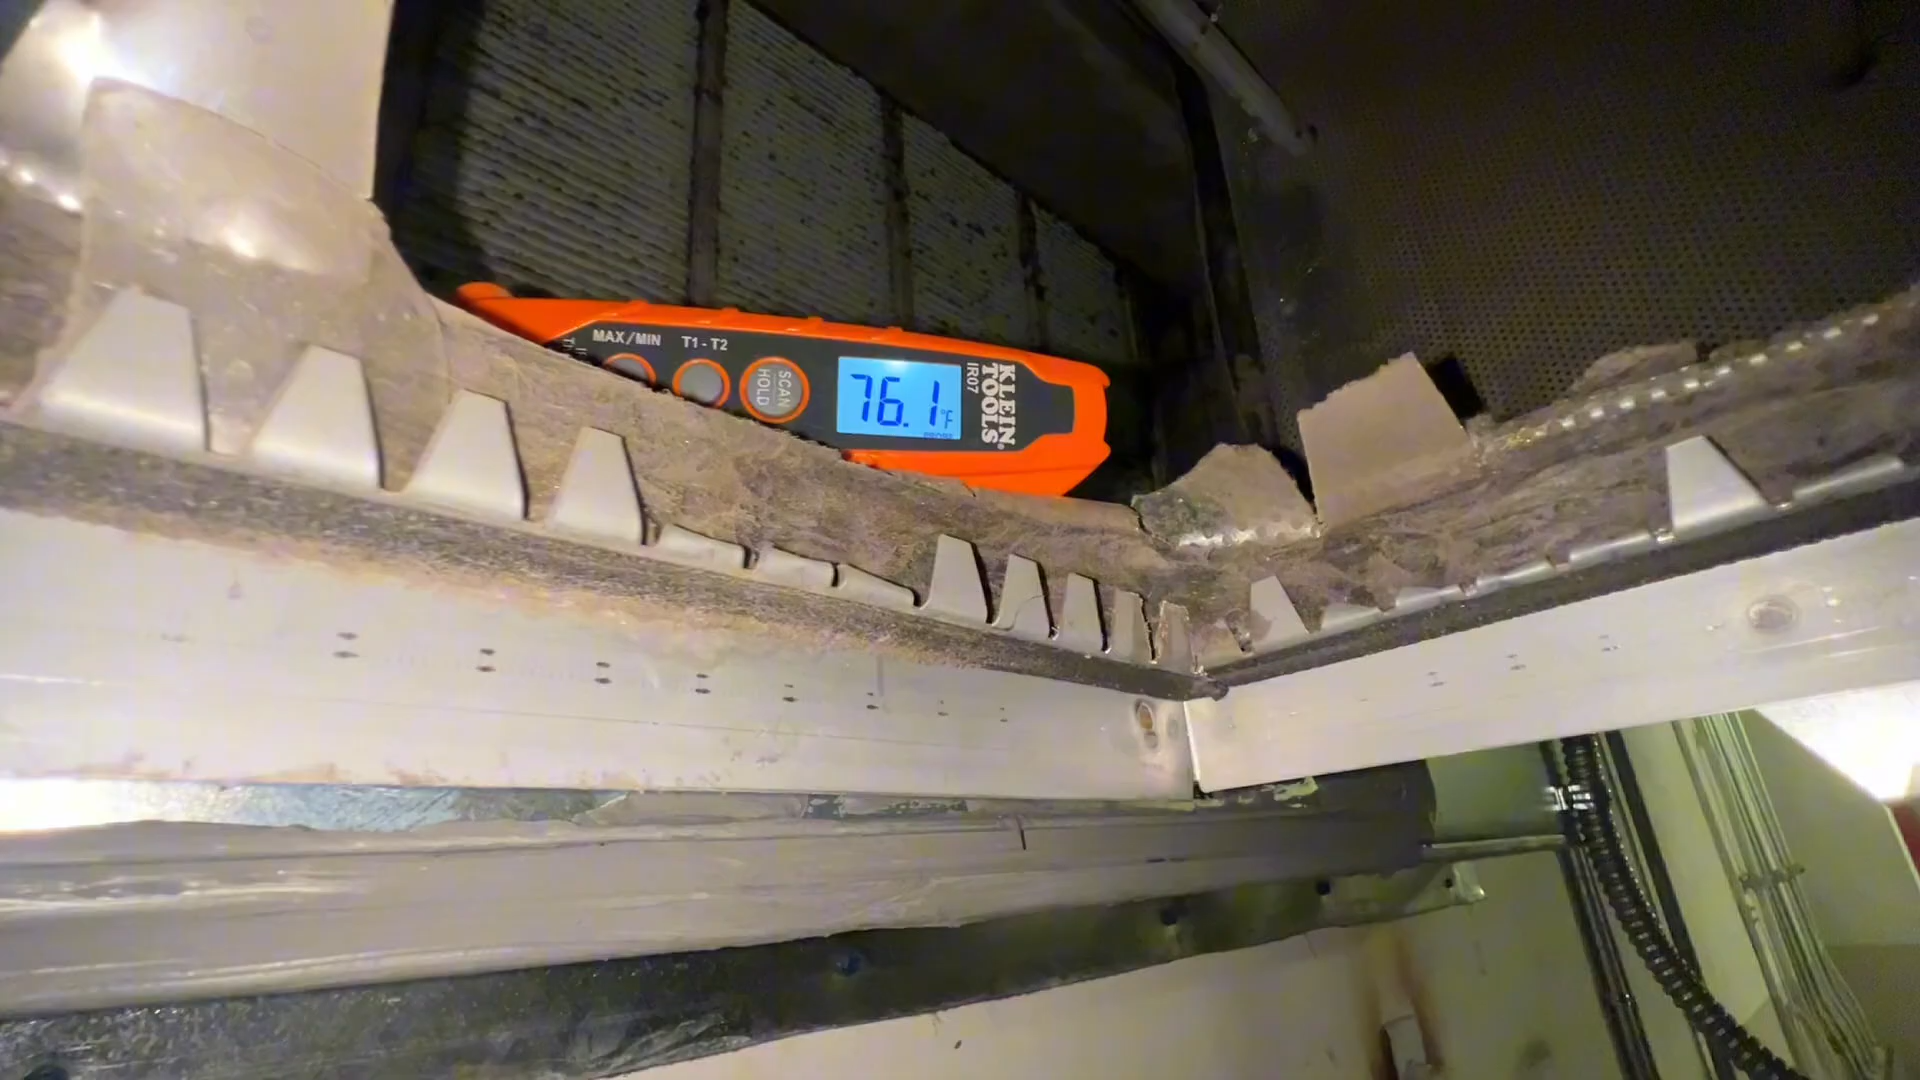 MAX/MIN T1-T2
SCAN
HOLD
76.1°F
KLEIN
TOOLS®
IR07